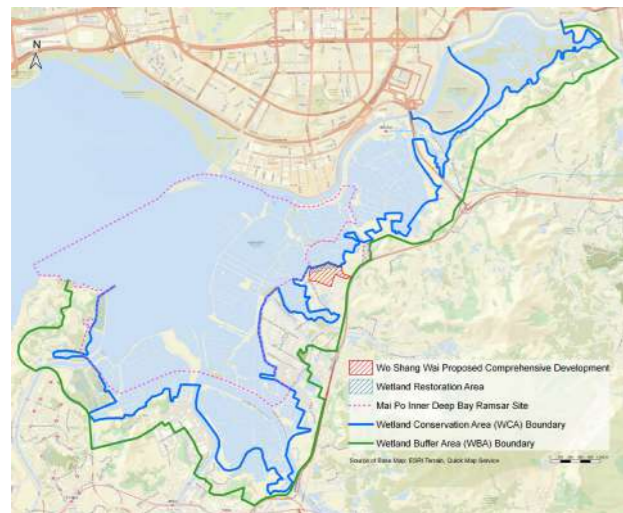 N
Wo Shang Wai Proposed Comprehensive Development
Wetland Restoration Area
Mai Po Inner Deep Bay Ramsar Site
Wetland Conservation Area (WCA) Boundary
Wetland Buffer Area (WBA) Boundary
Source of Base Map: ESRI Terrain, Quick Map Service